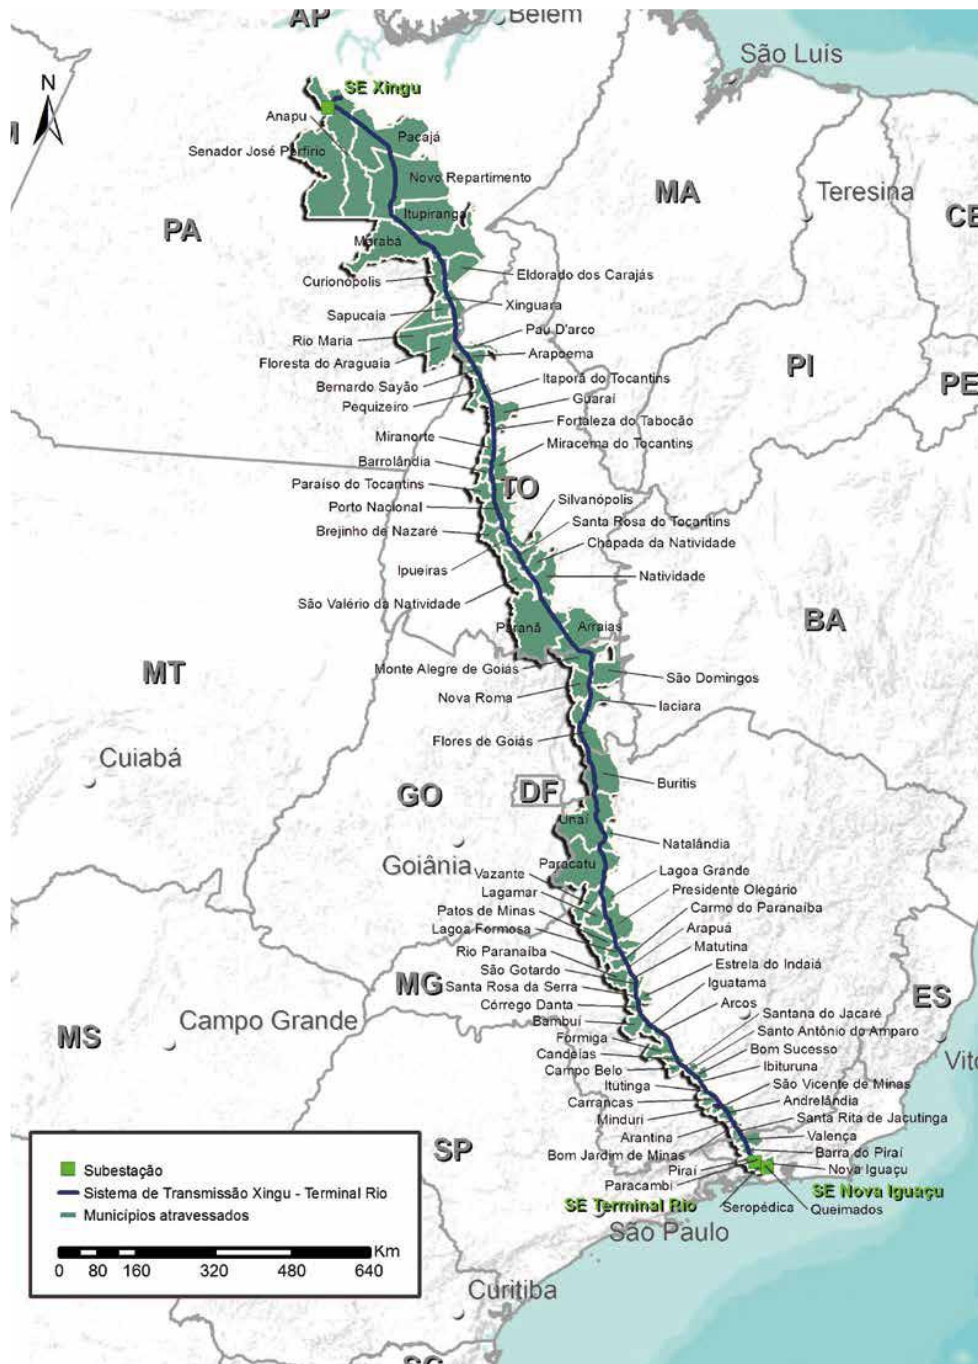 AP
Belém
São Luís
N
SE Xingu
Anapu
Pacajá
Senador José Porfírio
Novo Repartimento
MA
Teresina
CE
PA
Itupiranga
Marabá
Eldorado dos Carajás
Curionópolis
Xinguara
Sapucaia
Pau D'arco
Rio Maria
Arapoema
Floresta do Araguaia
PI
Itaporã do Tocantins
Bernardo Sayão
PE
Guaraí
Pequizeiro
Fortaleza do Tabocão
Miranorte
Miracema do Tocantins
Barrolândia
Paraíso do Tocantins
TO
Silvanópolis
Porto Nacional
Santa Rosa do Tocantins
Brejinho de Nazaré
Chapada da Natividade
Ipueiras
Natividade
São Valério da Natividade
BA
Paranã
Arraias
Monte Alegre de Goiás
MT
São Domingos
Nova Roma
Iaciara
Flores de Goiás
Cuiabá
Buritis
GO
DF
Unaí
Natalândia
Goiânia
Paracatu
Vazante
Lagoa Grande
Lagamar
Presidente Olegário
Patos de Minas
Carmo do Paranaíba
Lagoa Formosa
Arapuá
Rio Paranaíba
Matutina
São Gotardo
Estrela do Indaiá
MG
Santa Rosa da Serra
Iguatama
ES
Córrego Danta
Arcos
Bambuí
Santana do Jacaré
Campo Grande
MS
Formiga
Santo Antônio do Amparo
Candeias
Bom Sucesso
Campo Belo
Ibituruna
Itutinga
São Vicente de Minas
Carrancas
Andrelândia
Minduri
Santa Rita de Jacutinga
Arantina
Valença
SP
Bom Jardim de Minas
Barra do Piraí
Piraí
Nova Iguaçu
Paracambi
SE Nova Iguaçu
SE Terminal Rio
Seropédica
Queimados
São Paulo
Subestação
Sistema de Transmissão Xingu - Terminal Rio
Municípios atravessados
Km
0 80 160 320 480 640
Curitiba